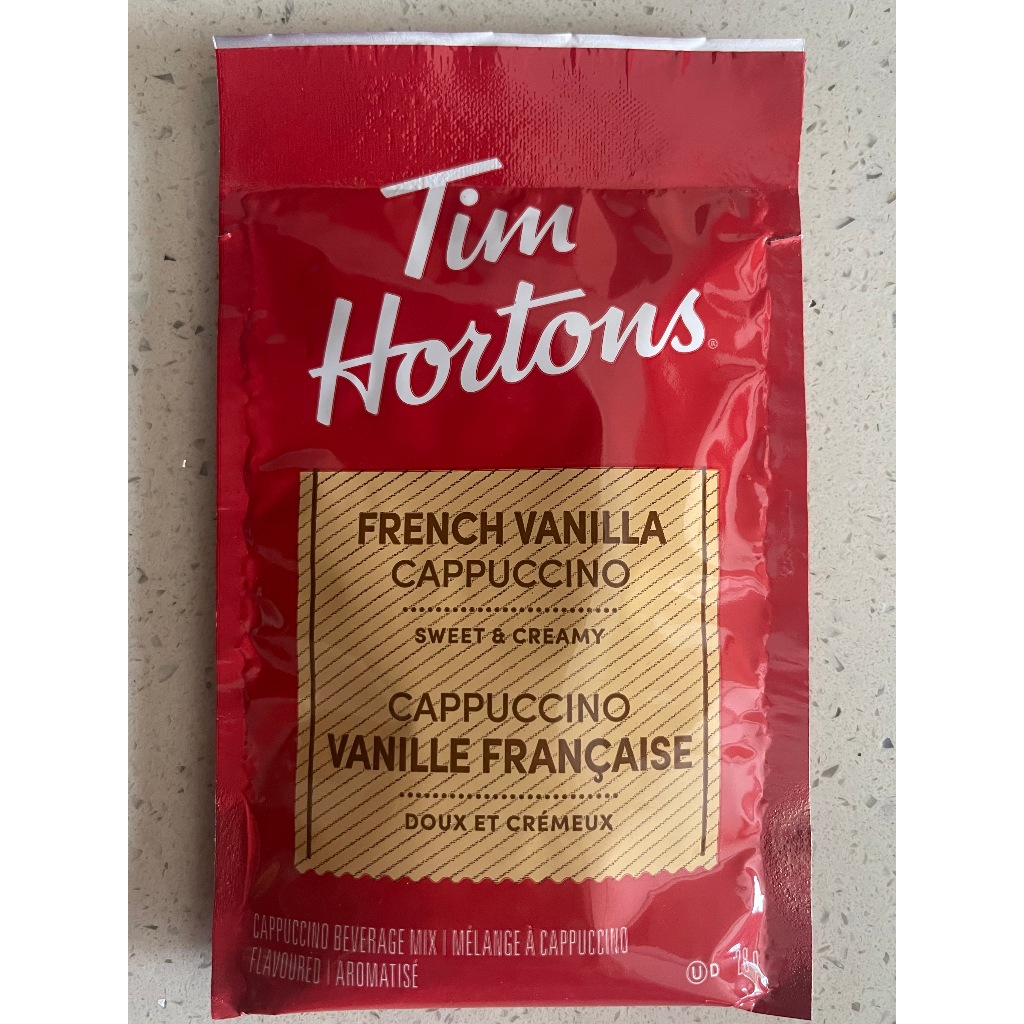 Tim
Hortons®
FRENCH VANILLA
CAPPUCCINO
SWEET & CREAMY
CAPPUCCINO
VANILLE FRANÇAISE
DOUX ET CRÉMEUX
CAPPUCCINO BEVERAGE MIX | MÉLANGE À CAPPUCCINO
FLAVOURED | AROMATISÉ
U D 28 g